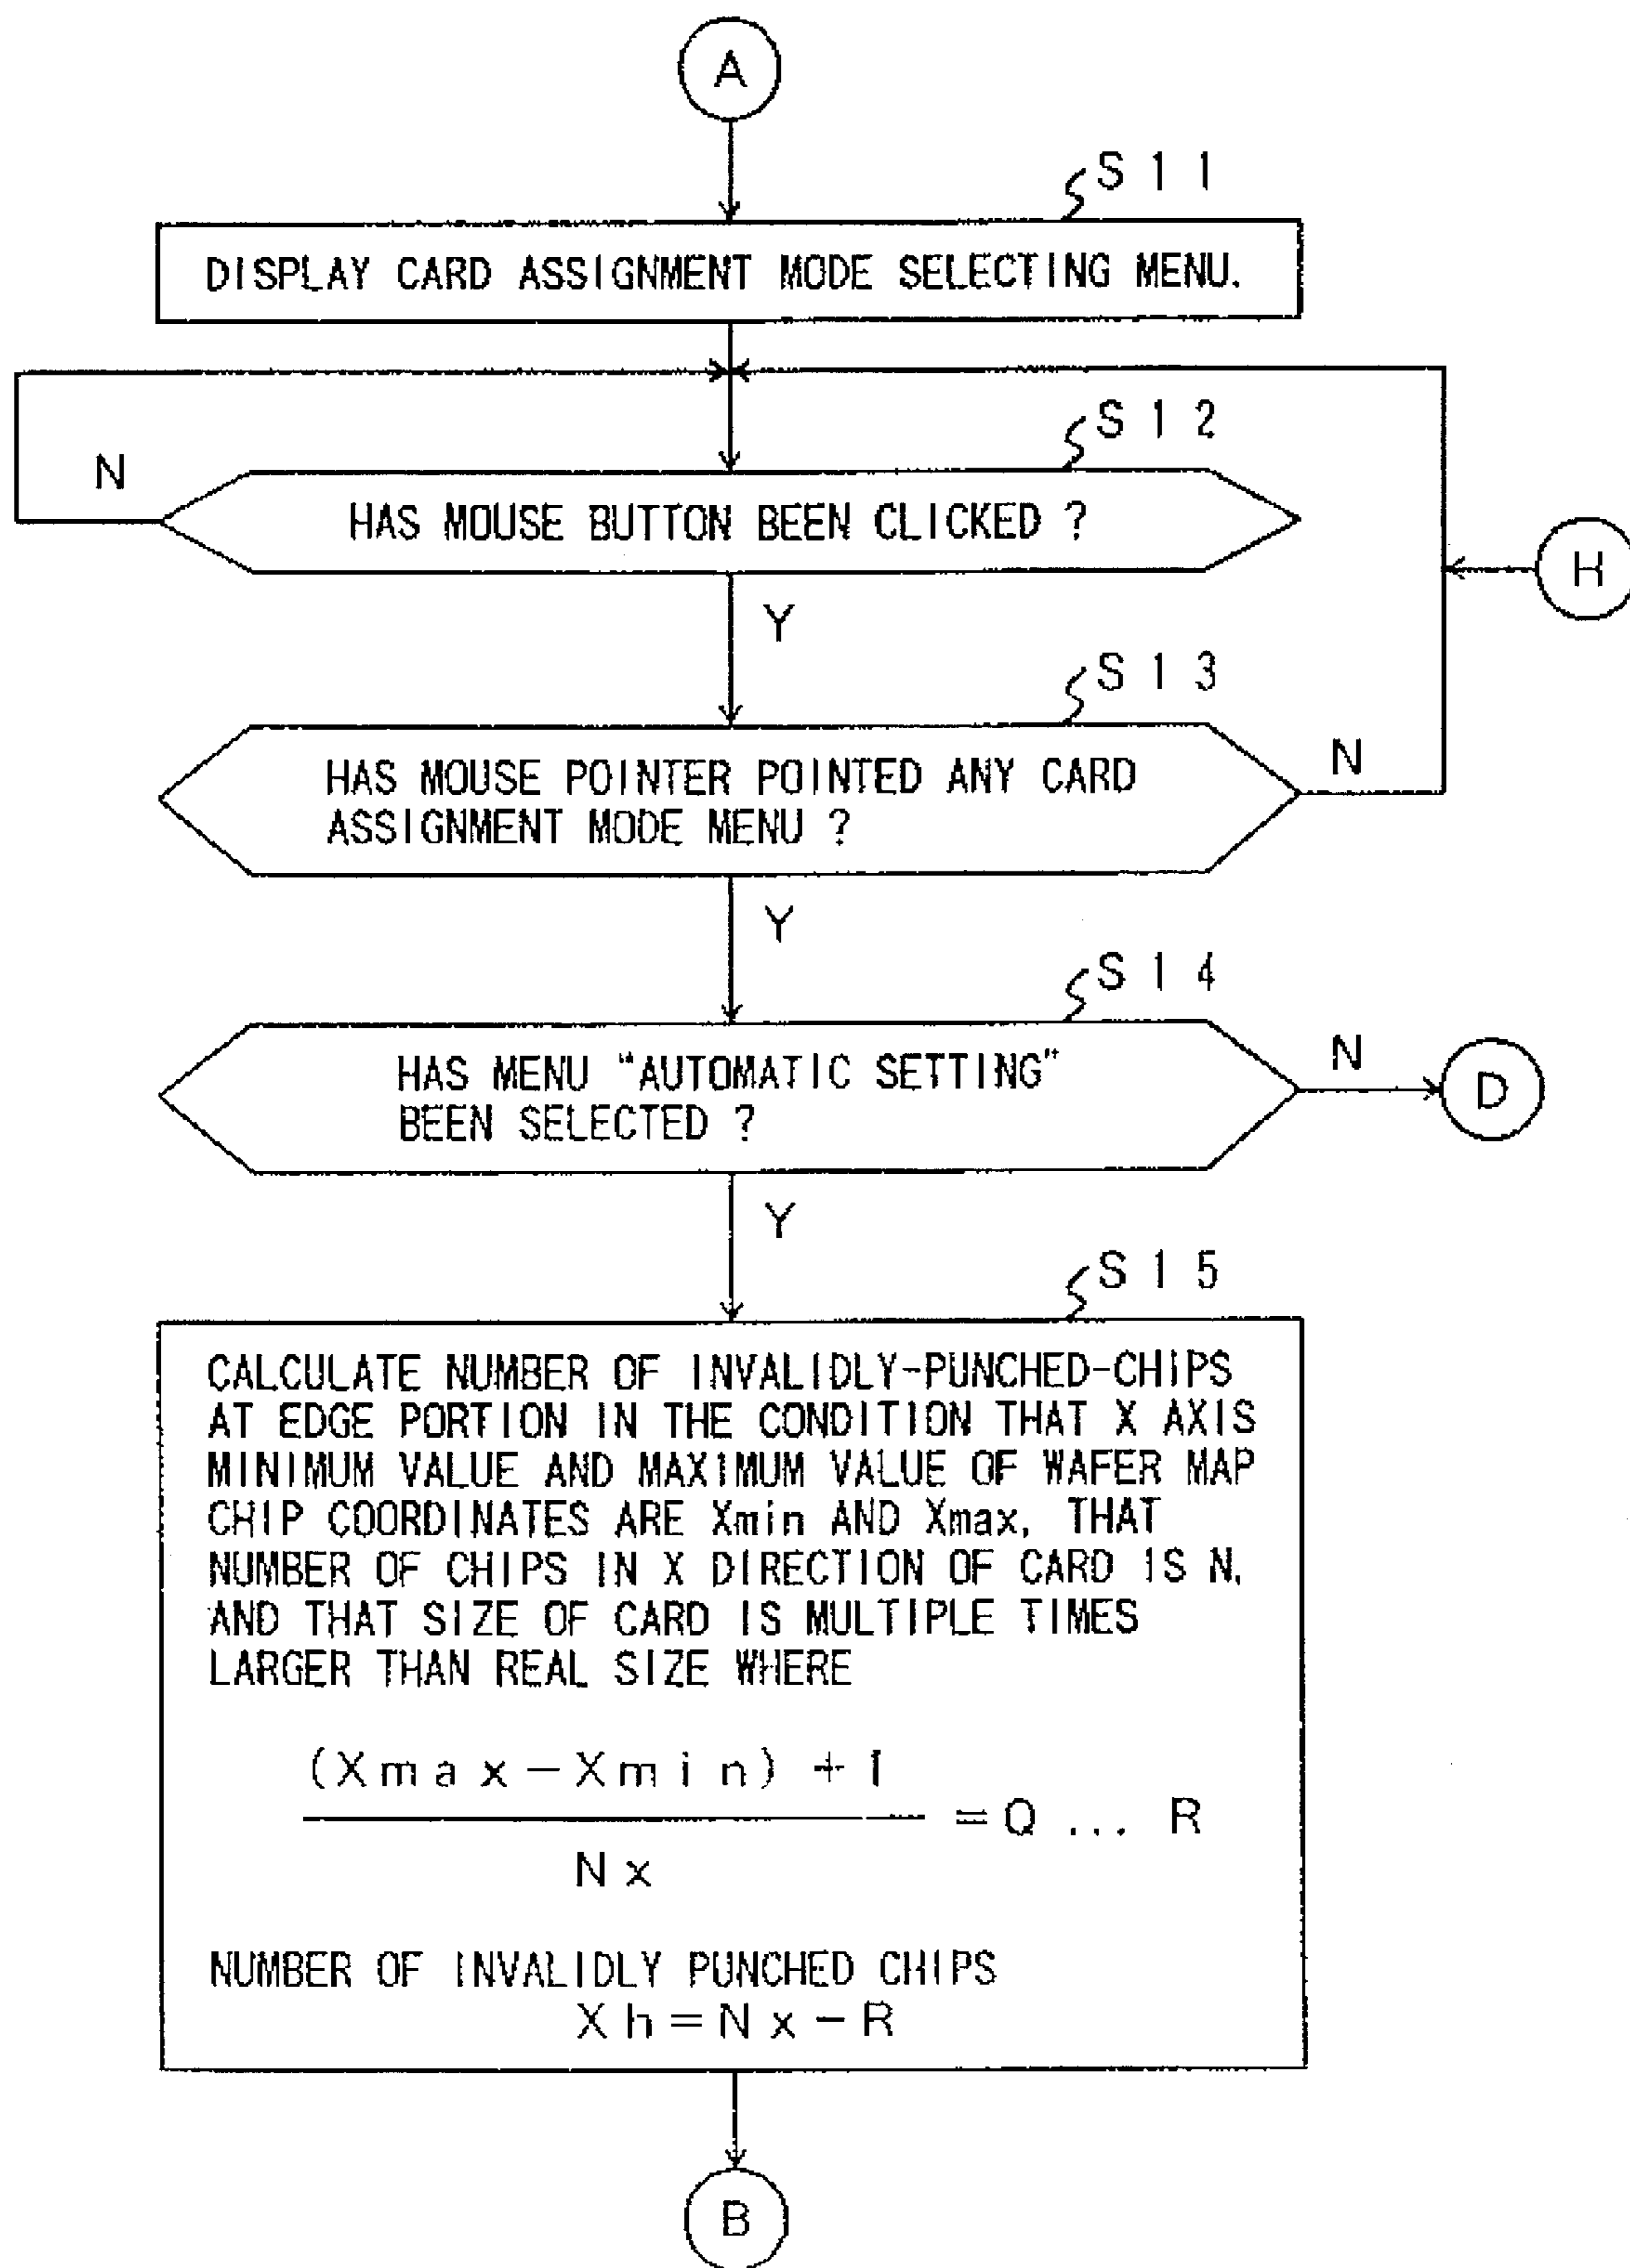 A
S11
DISPLAY CARD ASSIGNMENT MODE SELECTING MENU.
S12
N
HAS MOUSE BUTTON BEEN CLICKED ?
H
Y
S13
HAS MOUSE POINTER POINTED ANY CARD
ASSIGNMENT MODE MENU ?
N
Y
S14
HAS MENU "AUTOMATIC SETTING"
BEEN SELECTED ?
N
D
Y
S15
CALCULATE NUMBER OF INVALIDLY-PUNCHED-CHIPS
AT EDGE PORTION IN THE CONDITION THAT X AXIS
MINIMUM VALUE AND MAXIMUM VALUE OF WAFER MAP
CHIP COORDINATES ARE Xmin AND Xmax, THAT
NUMBER OF CHIPS IN X DIRECTION OF CARD IS N,
AND THAT SIZE OF CARD IS MULTIPLE TIMES
LARGER THAN REAL SIZE WHERE
(Xmax-Xmin)+1
=Q ... R
Nx
NUMBER OF INVALIDLY PUNCHED CHIPS
Xh=Nx-R
B